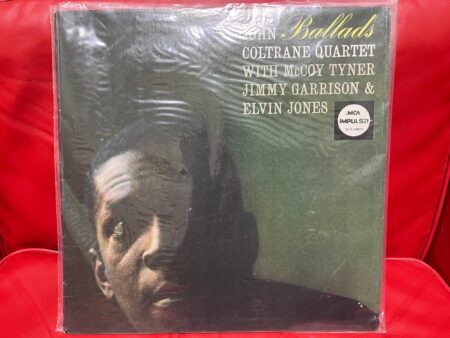 JOHN Ballads
COLTRANE QUARTET
WITH McCOY TYNER
JIMMY GARRISON &
ELVIN JONES
MCA
IMPULSE!